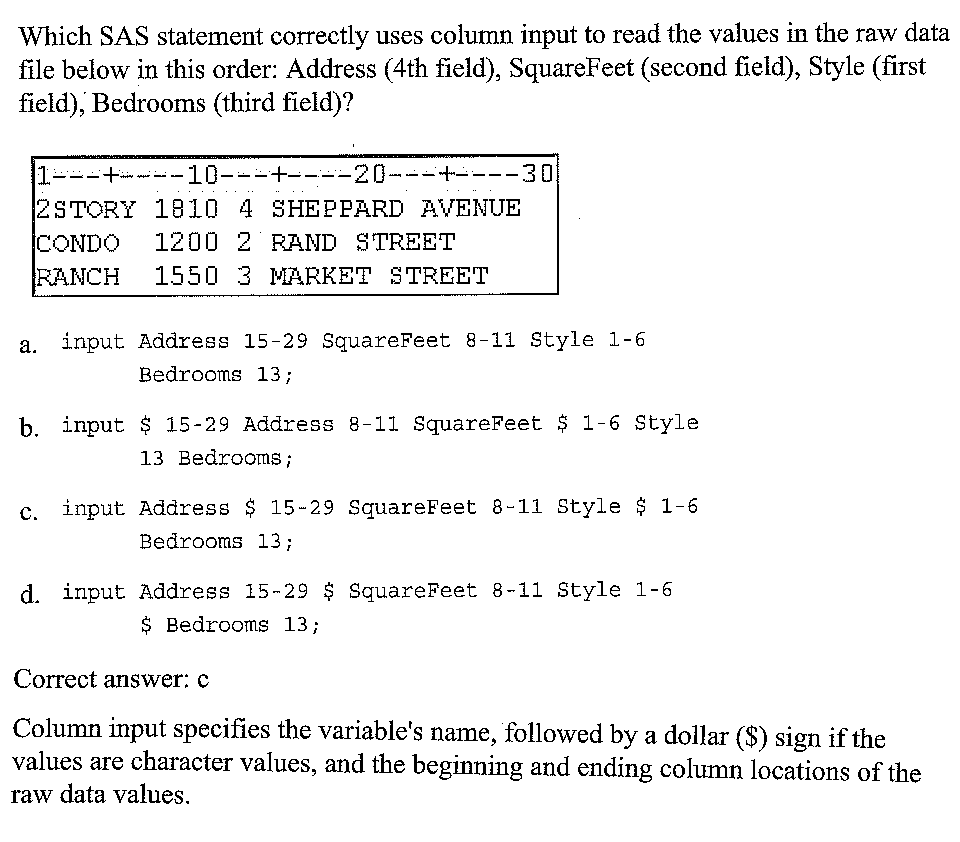 Which SAS statement correctly uses column input to read the values in the raw data
file below in this order: Address (4th field), SquareFeet (second field), Style (first
field), Bedrooms (third field)?
1---+----10---+----20---+----30
2STORY 1810 4 SHEPPARD AVENUE
CONDO  1200 2 RAND STREET
RANCH  1550 3 MARKET STREET
a. input Address 15-29 SquareFeet 8-11 Style 1-6
Bedrooms 13;
b. input $ 15-29 Address 8-11 SquareFeet $ 1-6 Style
13 Bedrooms;
c. input Address $ 15-29 SquareFeet 8-11 Style $ 1-6
Bedrooms 13;
d. input Address 15-29 $ SquareFeet 8-11 Style 1-6
$ Bedrooms 13;
Correct answer: c
Column input specifies the variable's name, followed by a dollar ($) sign if the
values are character values, and the beginning and ending column locations of the
raw data values.